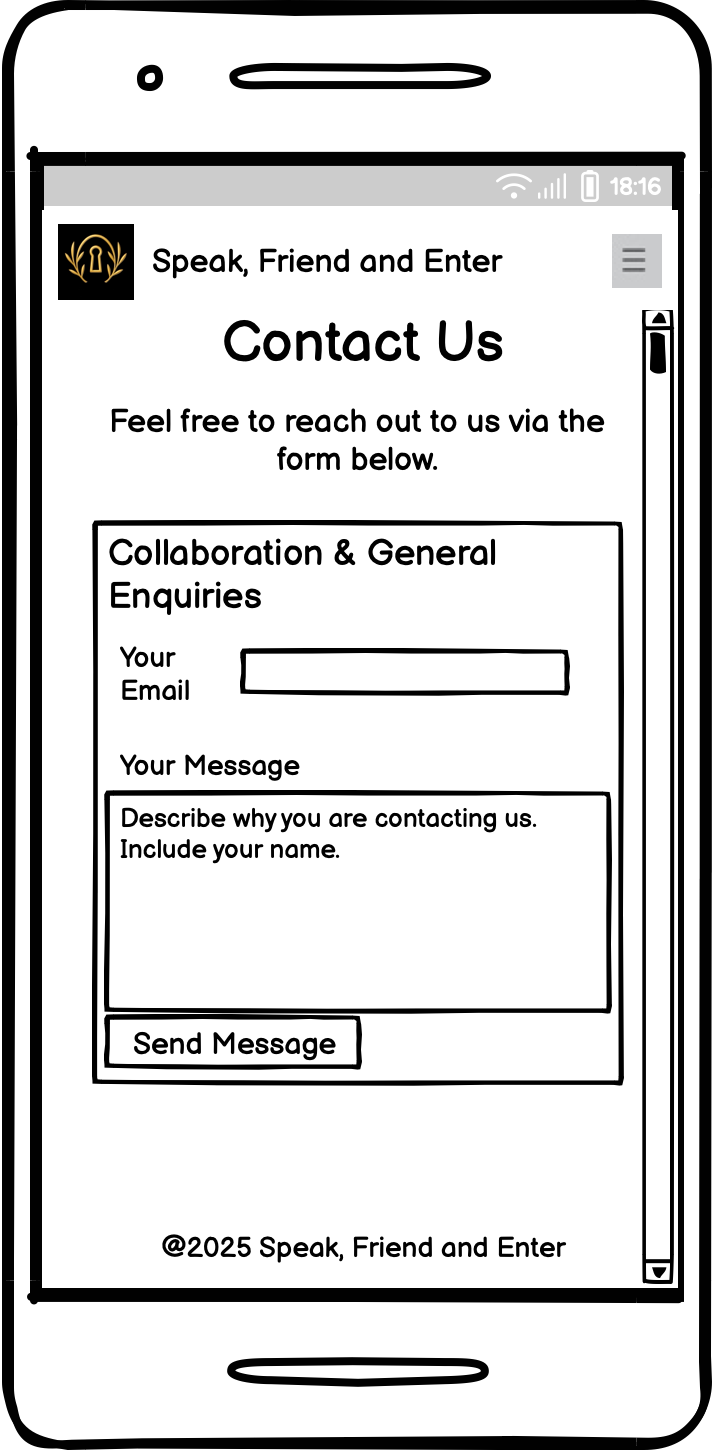 18:16
Speak, Friend and Enter
Contact Us
Feel free to reach out to us via the
form below.
Collaboration & General
Enquiries
Your
Email
Your Message
Describe why you are contacting us.
Include your name.
Send Message
@2025 Speak, Friend and Enter